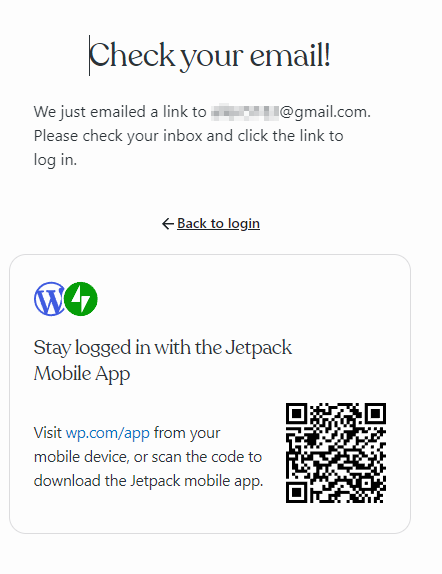 Check your email!
We just emailed a link to @gmail.com.
Please check your inbox and click the link to
log in.
Back to login
Stay logged in with the Jetpack
Mobile App
Visit wp.com/app from your
mobile device, or scan the code to
download the Jetpack mobile app.